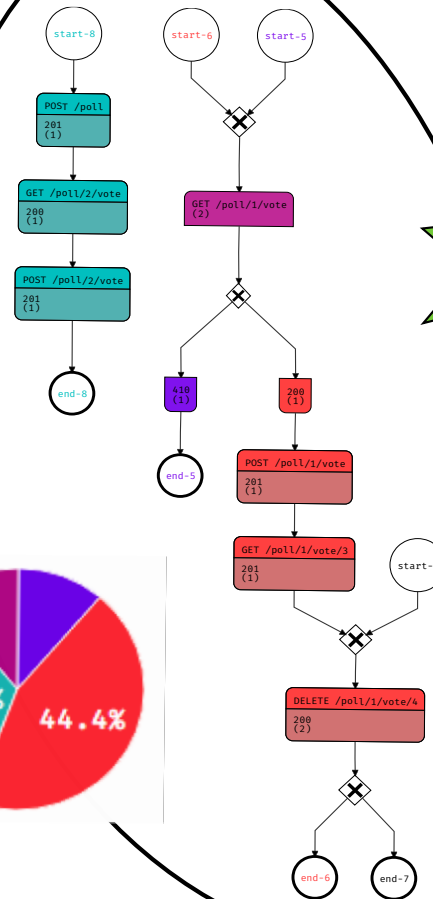 start-8
start-6
start-5
POST /poll
201
(1)
GET /poll/2/vote
200
(1)
POST /poll/2/vote
201
(1)
end-8
GET /poll/1/vote
(2)
410
(1)
200
(1)
end-5
POST /poll/1/vote
201
(1)
GET /poll/1/vote/3
201
(1)
start-
DELETE /poll/1/vote/4
200
(2)
end-6
end-7
%
44.4%